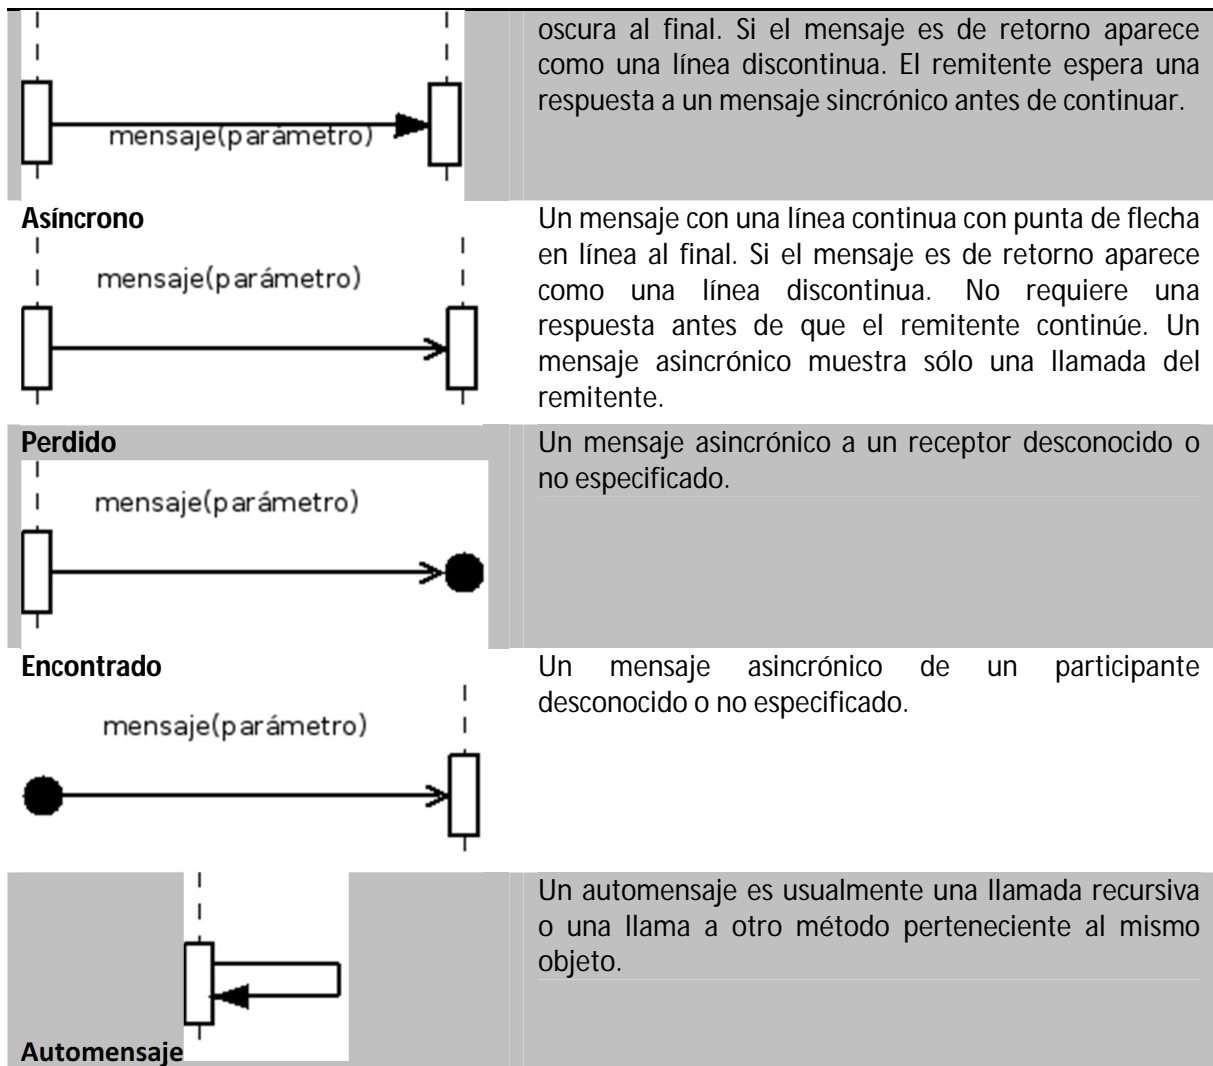 oscura al final. Si el mensaje es de retorno aparece
como una línea discontinua. El remitente espera una
respuesta a un mensaje sincrónico antes de continuar.
mensaje(parámetro)
Asíncrono
mensaje(parámetro)
Un mensaje con una línea continua con punta de flecha
en línea al final. Si el mensaje es de retorno aparece
como una línea discontinua. No requiere una
respuesta antes de que el remitente continúe. Un
mensaje asincrónico muestra sólo una llamada del
remitente.
Perdido
mensaje(parámetro)
Un mensaje asincrónico a un receptor desconocido o
no especificado.
Encontrado
mensaje(parámetro)
Un mensaje asincrónico de un participante
desconocido o no especificado.
Automensaje
Un automensaje es usualmente una llamada recursiva
o una llama a otro método perteneciente al mismo
objeto.